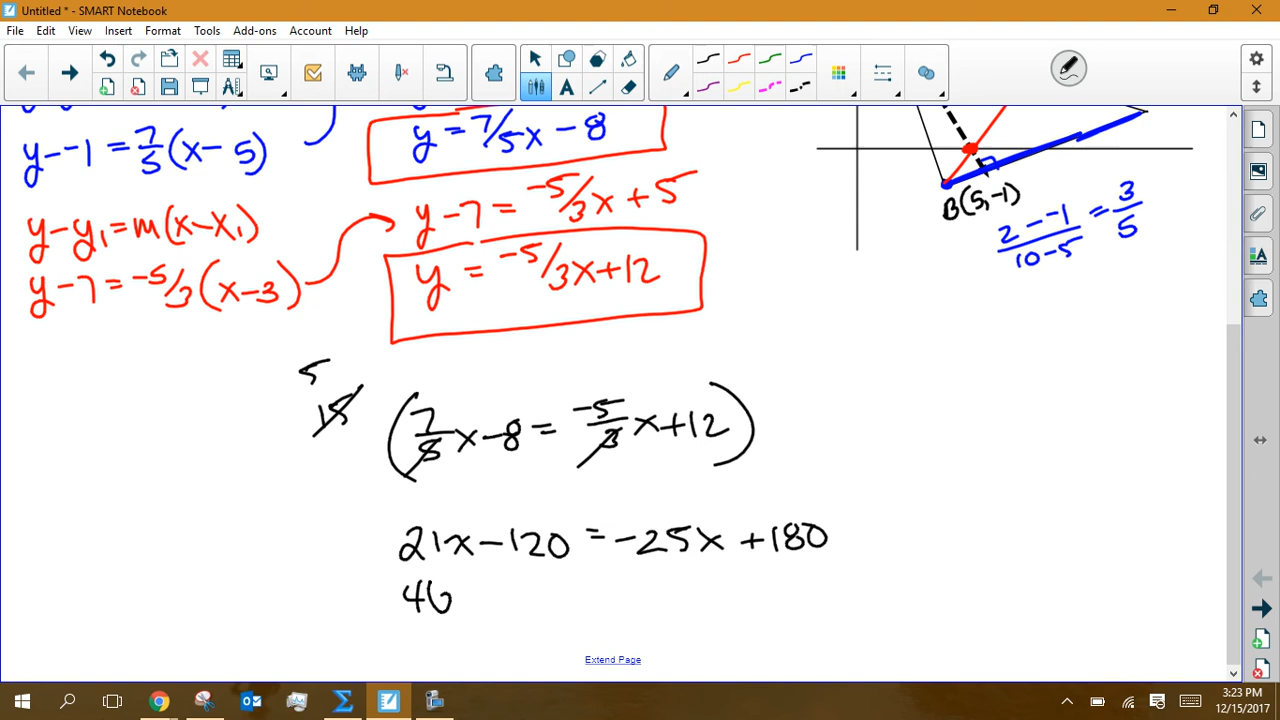 Untitled * - SMART Notebook
File Edit View Insert Format Tools Add-ons Account Help
y--1 = 7/5(x-5)
y = 7/5x - 8
y-y1=m(x-x1)
y-7 = -5/3x+5
y-7= -5/3(x-3)
y = -5/3x+12
B(5,-1)
2--1/10-5 = 3/5
5
15
(7/5x-8= -5/3x+12)
21x-120 = -25x +180
46
Extend Page
3:23 PM
12/15/2017